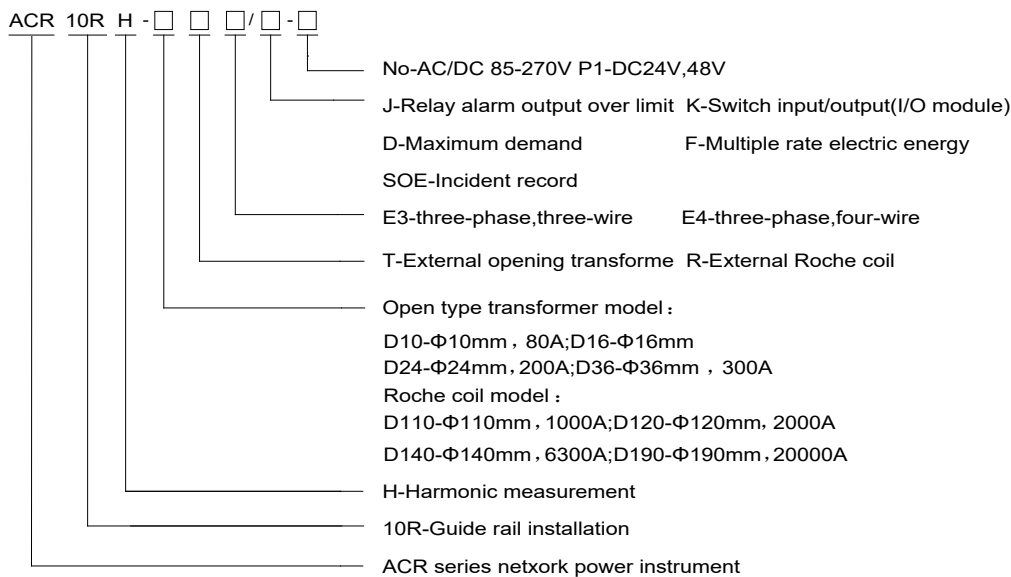 ACR 10R H - □ □ □ / □ - □
No-AC/DC 85-270V P1-DC24V,48V
J-Relay alarm output over limit K-Switch input/output(I/O module)
D-Maximum demand F-Multiple rate electric energy
SOE-Incident record
E3-three-phase,three-wire E4-three-phase,four-wire
T-External opening transforme R-External Roche coil
Open type transformer model：
D10-Φ10mm，80A;D16-Φ16mm
D24-Φ24mm，200A;D36-Φ36mm，300A
Roche coil model：
D110-Φ110mm，1000A;D120-Φ120mm，2000A
D140-Φ140mm，6300A;D190-Φ190mm，20000A
H-Harmonic measurement
10R-Guide rail installation
ACR series netxork power instrument